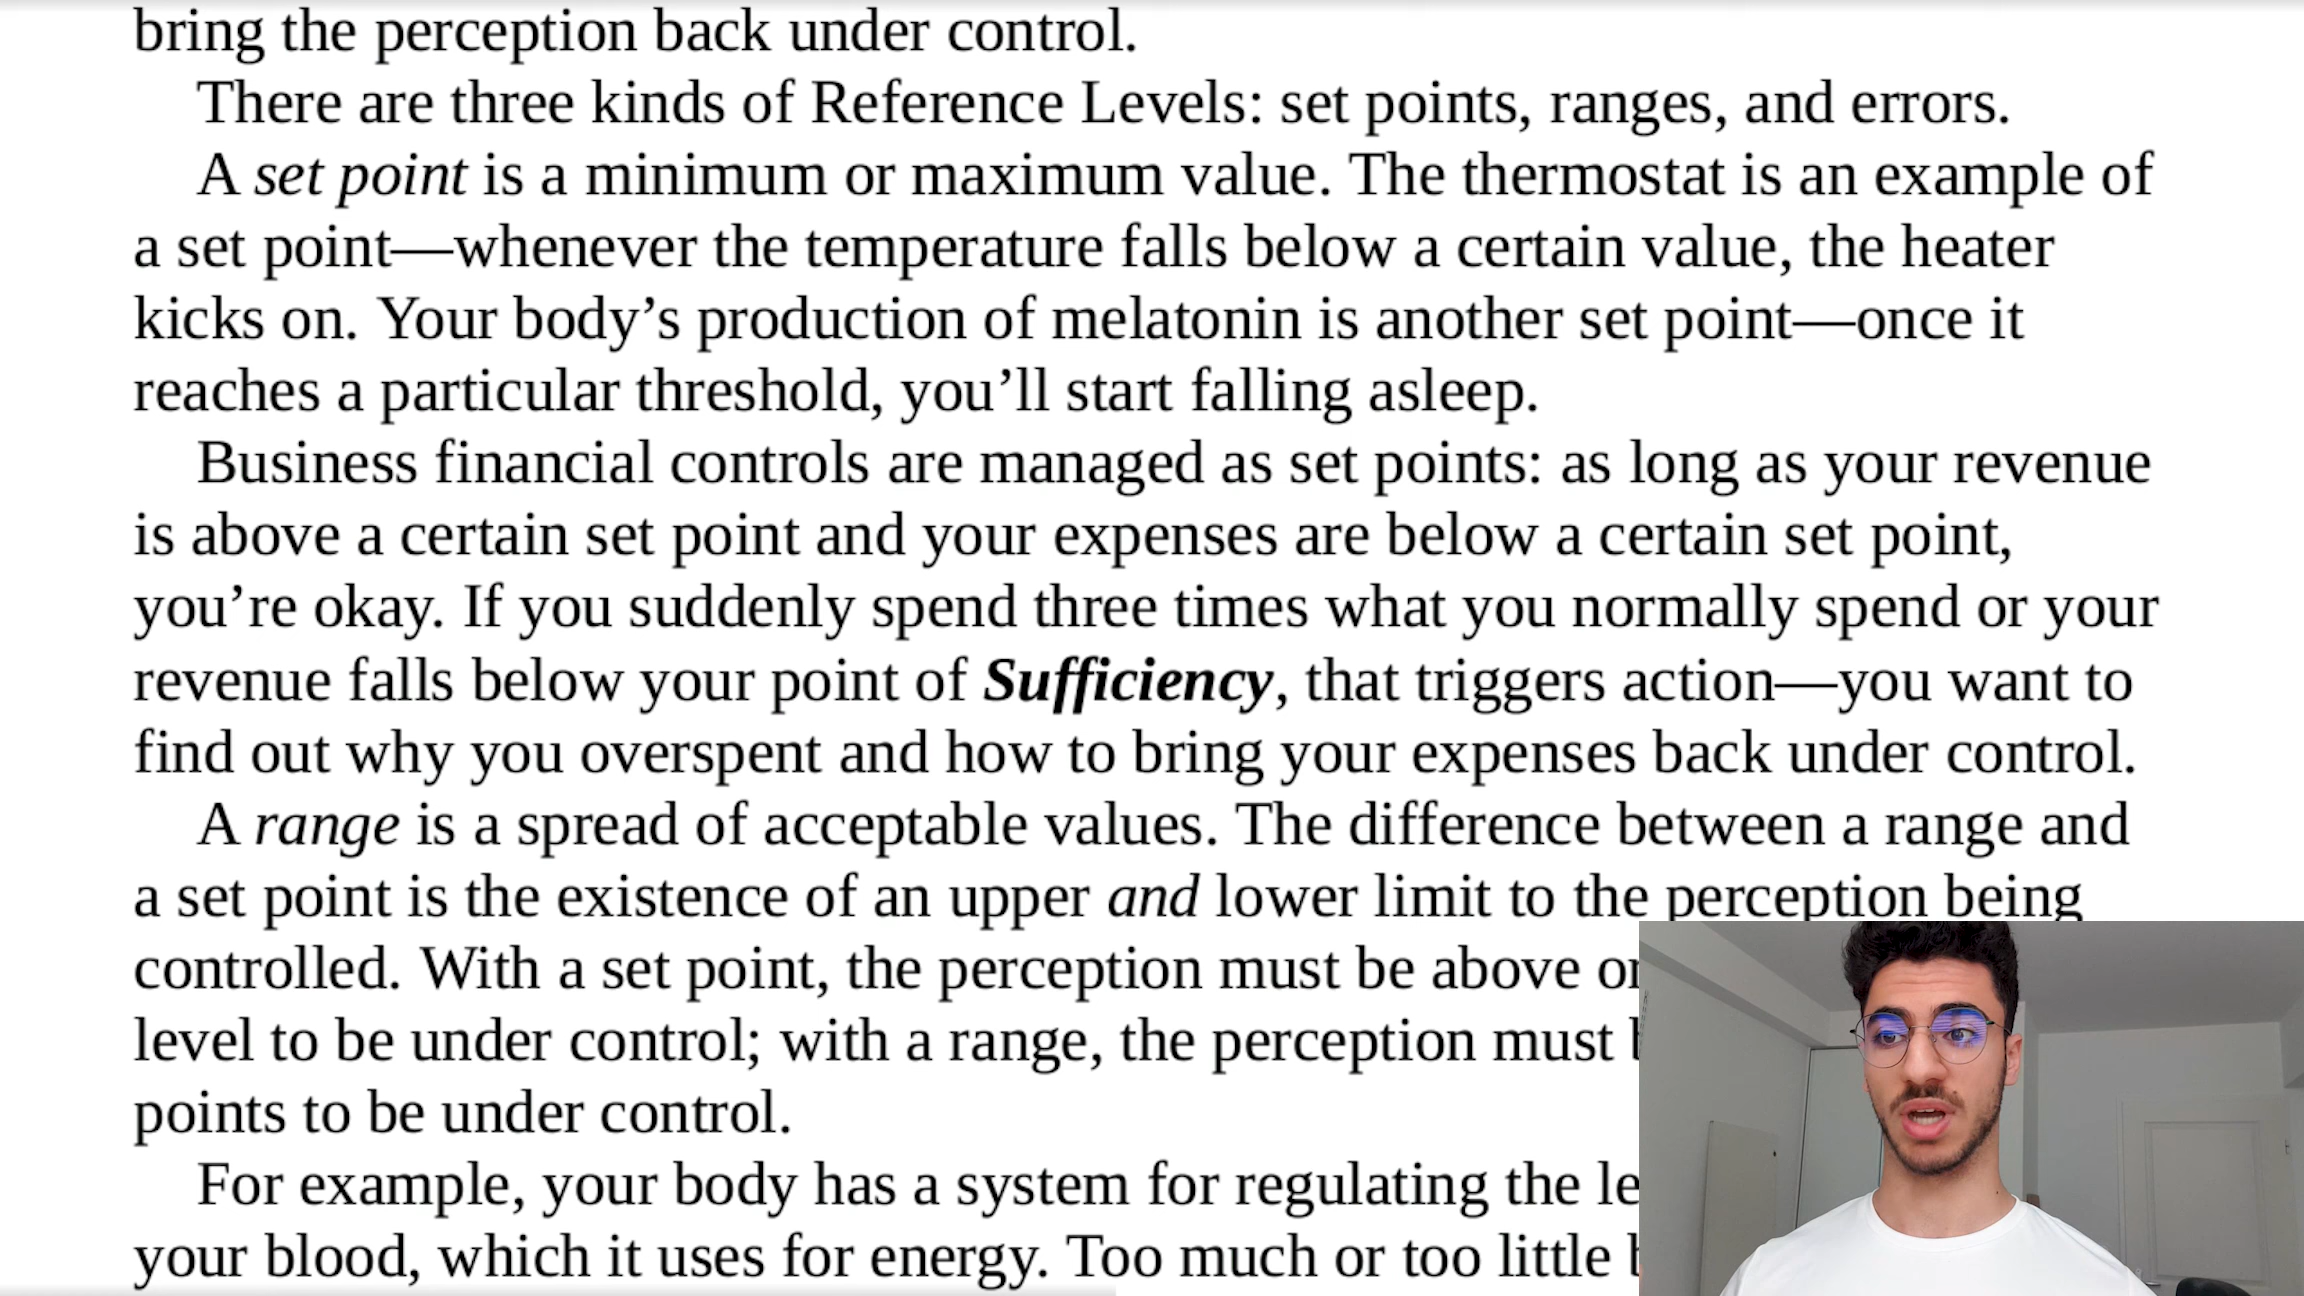 bring the perception back under control.
There are three kinds of Reference Levels: set points, ranges, and errors.
A set point is a minimum or maximum value. The thermostat is an example of
a set point—whenever the temperature falls below a certain value, the heater
kicks on. Your body’s production of melatonin is another set point—once it
reaches a particular threshold, you’ll start falling asleep.
Business financial controls are managed as set points: as long as your revenue
is above a certain set point and your expenses are below a certain set point,
you’re okay. If you suddenly spend three times what you normally spend or your
revenue falls below your point of Sufficiency, that triggers action—you want to
find out why you overspent and how to bring your expenses back under control.
A range is a spread of acceptable values. The difference between a range and
a set point is the existence of an upper and lower limit to the perception being
controlled. With a set point, the perception must be above or
level to be under control; with a range, the perception must
points to be under control.
For example, your body has a system for regulating the
your blood, which it uses for energy. Too much or too little